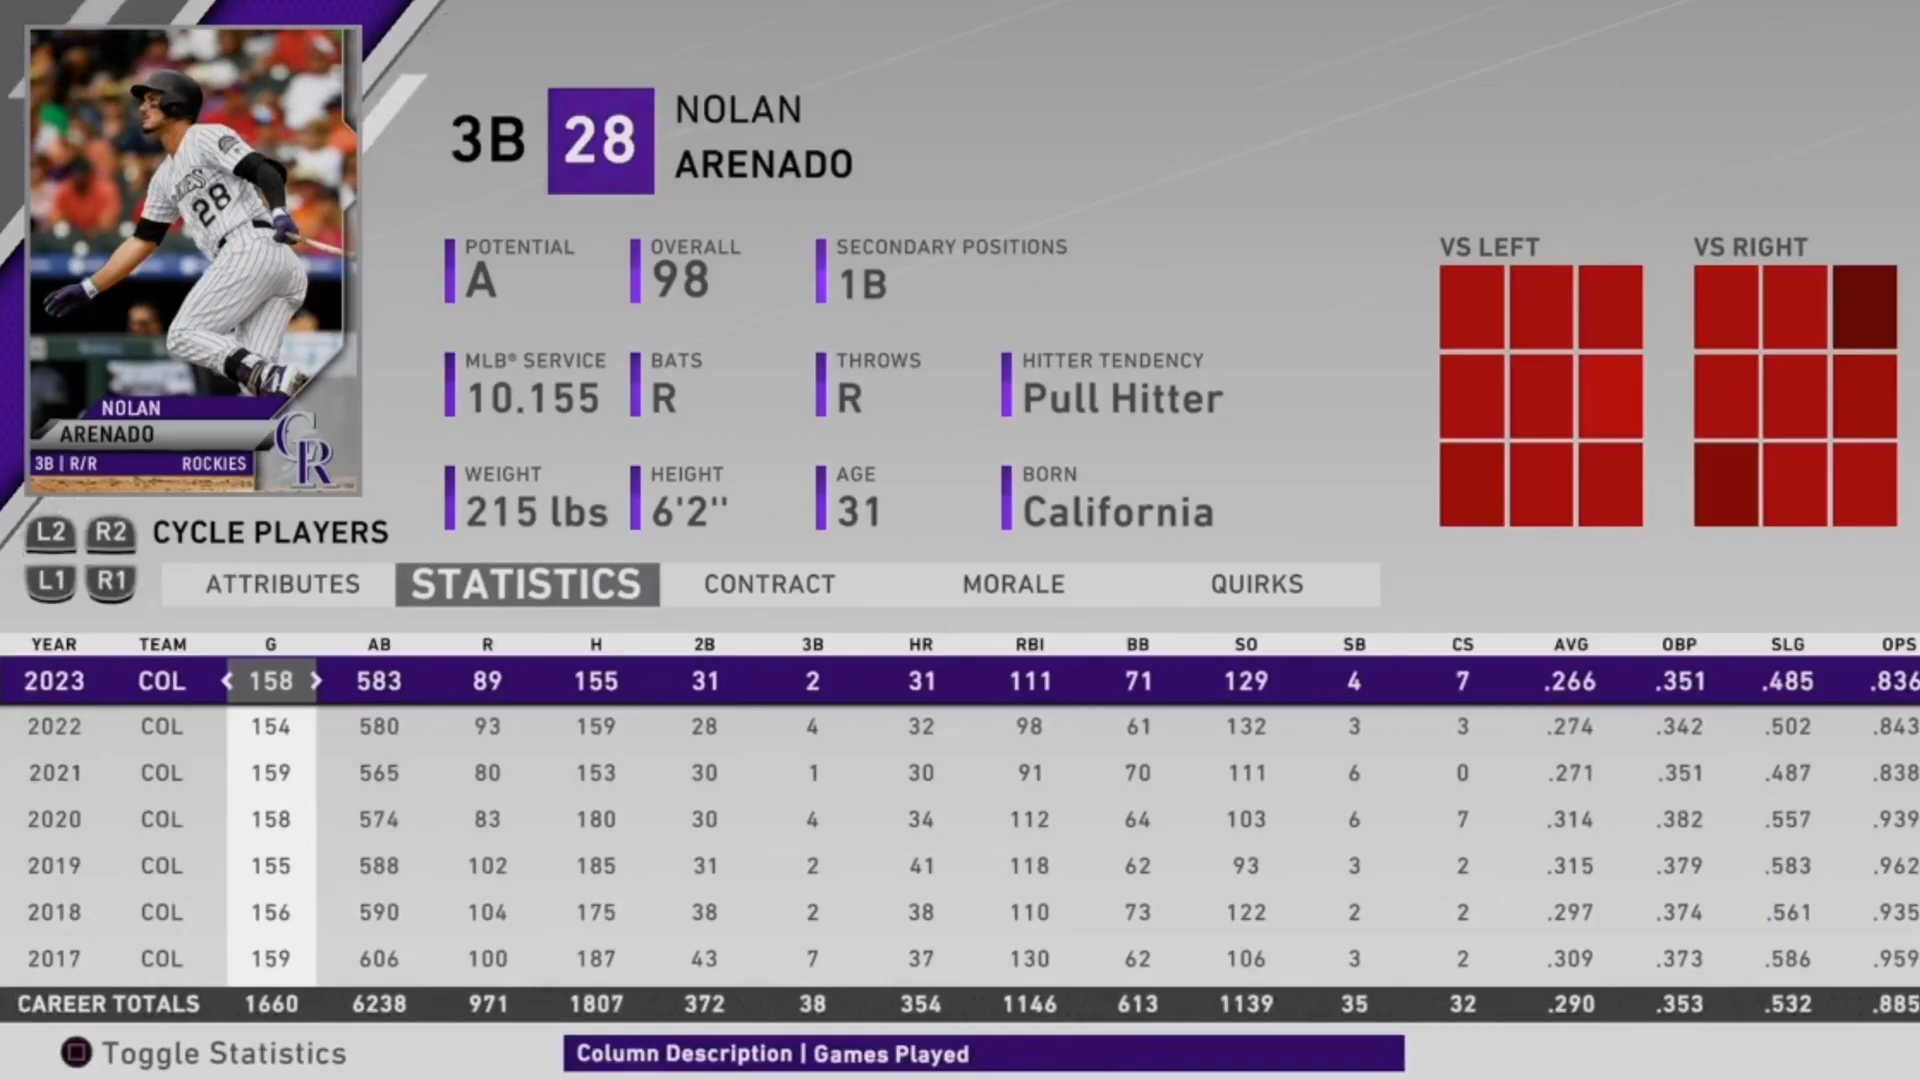 3B 28 NOLAN
ARENADO
POTENTIAL OVERALL SECONDARY POSITIONS VS LEFT VS RIGHT
A 98 1B
MLB® SERVICE BATS THROWS HITTER TENDENCY
10.155 R R Pull Hitter
28
NOLAN
ARENADO
3B | R/R ROCKIES
CR
WEIGHT HEIGHT AGE BORN
215 lbs 6'2" 31 California
L2 R2 CYCLE PLAYERS
L1 R1 ATTRIBUTES STATISTICS CONTRACT MORALE QUIRKS
YEAR TEAM G AB R H 2B 3B HR RBI BB SO SB CS AVG OBP SLG OPS
2023 COL < 158 > 583 89 155 31 2 31 111 71 129 4 7 .266 .351 .485 .836
2022 COL 154 580 93 159 28 4 32 98 61 132 3 3 .274 .342 .502 .843
2021 COL 159 565 80 153 30 1 30 91 70 111 6 0 .271 .351 .487 .838
2020 COL 158 574 83 180 30 4 34 112 64 103 6 7 .314 .382 .557 .939
2019 COL 155 588 102 185 31 2 41 118 62 93 3 2 .315 .379 .583 .962
2018 COL 156 590 104 175 38 2 38 110 73 122 2 2 .297 .374 .561 .935
2017 COL 159 606 100 187 43 7 37 130 62 106 3 2 .309 .373 .586 .959
CAREER TOTALS 1660 6238 971 1807 372 38 354 1146 613 1139 35 32 .290 .353 .532 .885
Toggle Statistics
Column Description | Games Played